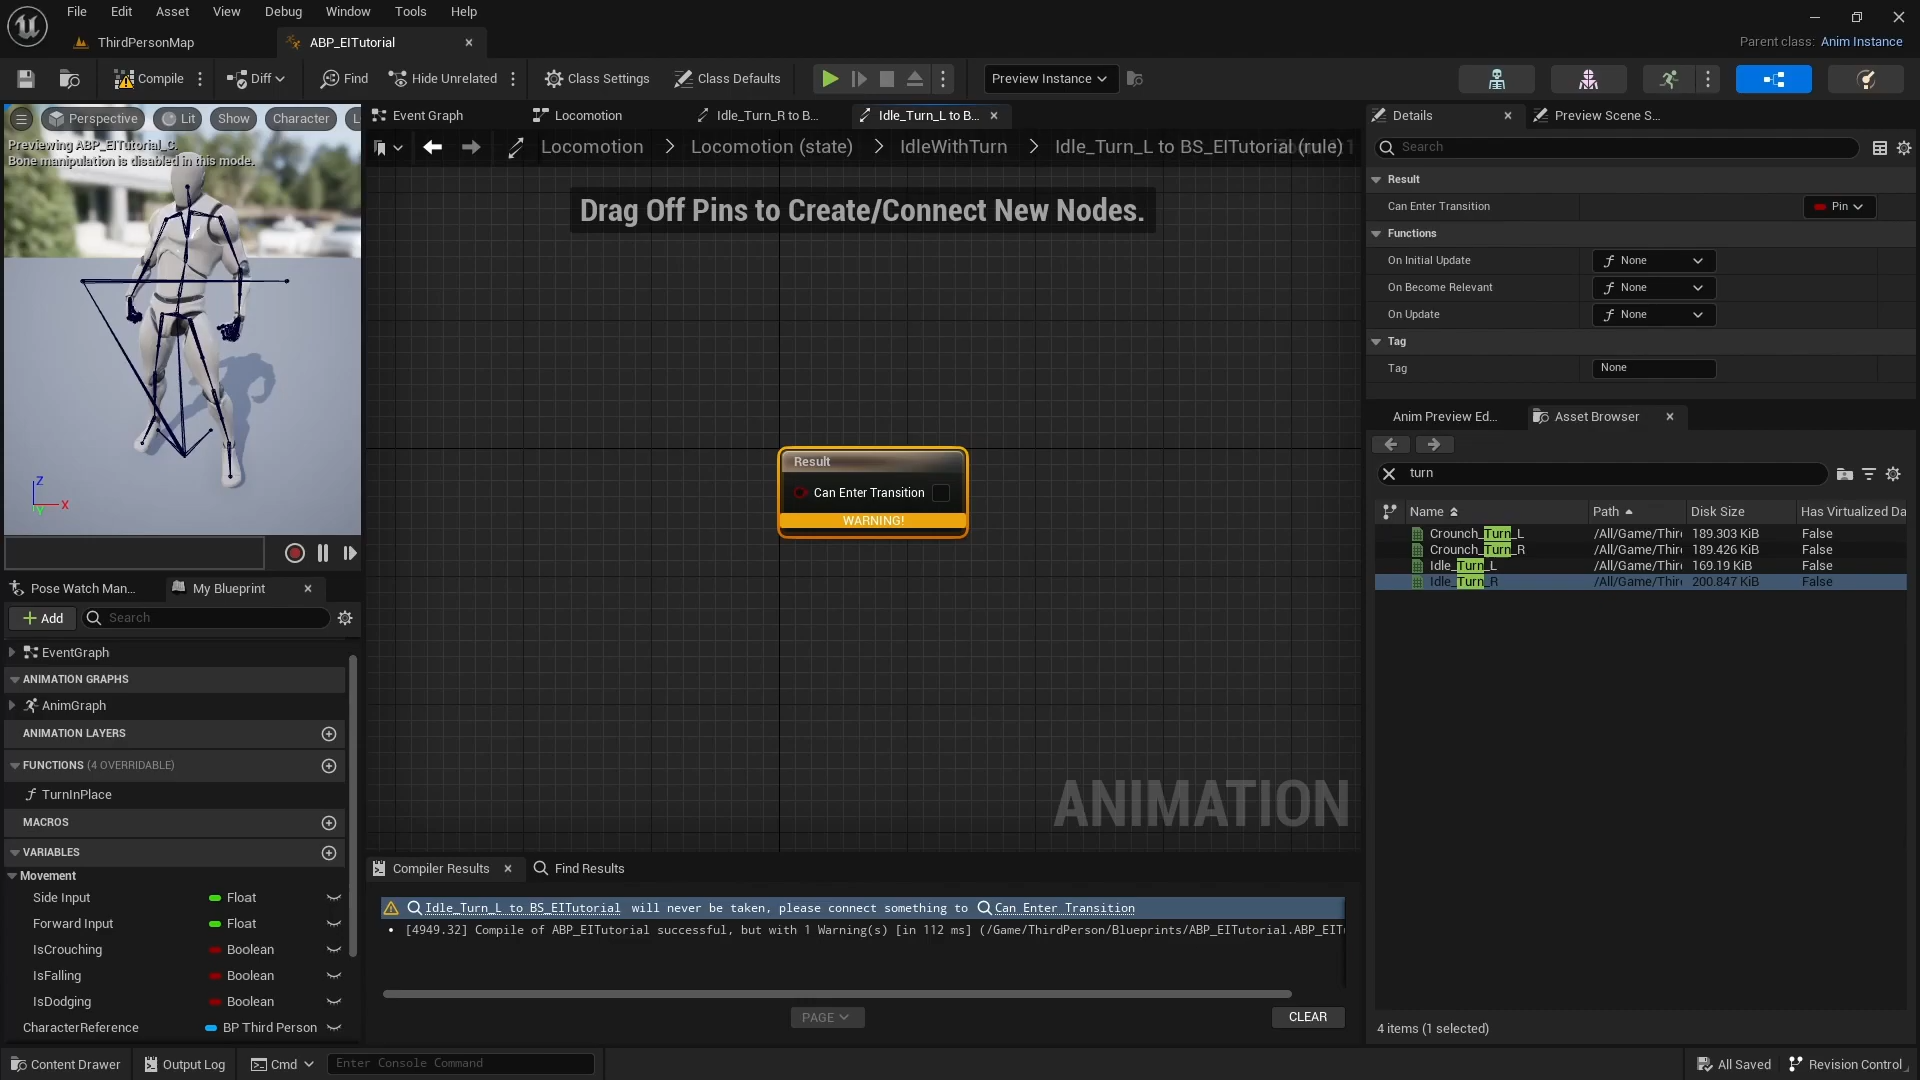 File Edit Asset View Debug Window Tools Help
ThirdPersonMap
ABP_EITutorial
Parent class: Anim Instance
Compile
Diff
Find
Hide Unrelated
Class Settings
Class Defaults
Preview Instance
Perspective
Lit
Show
Character
Previewing ABP_EITutorial_C.
Bone manipulation is disabled in this mode.
Z
X
Y
Event Graph
Locomotion
Idle_Turn_R to B...
Idle_Turn_L to B...
Locomotion > Locomotion (state) > IdleWithTurn > Idle_Turn_L to BS_EITutorial (rule)
Drag Off Pins to Create/Connect New Nodes.
Result
Can Enter Transition
WARNING!
ANIMATION
Details
Preview Scene S...
Search
Result
Can Enter Transition
Pin
Functions
On Initial Update
None
On Become Relevant
None
On Update
None
Tag
Tag
None
Anim Preview Ed...
Asset Browser
turn
Name Path Disk Size Has Virtualized Da
Crounch_Turn_L /All/Game/Thir 189.303 KiB False
Crounch_Turn_R /All/Game/Thir 189.426 KiB False
Idle_Turn_L /All/Game/Thir 169.19 KiB False
Idle_Turn_R /All/Game/Thir 200.847 KiB False
4 items (1 selected)
Pose Watch Man...
My Blueprint
Add
Search
EventGraph
ANIMATION GRAPHS
AnimGraph
ANIMATION LAYERS
FUNCTIONS (4 OVERRIDABLE)
TurnInPlace
MACROS
VARIABLES
Movement
Side Input Float
Forward Input Float
IsCrouching Boolean
IsFalling Boolean
IsDodging Boolean
CharacterReference BP Third Person
Compiler Results
Find Results
Idle_Turn_L to BS_EITutorial will never be taken, please connect something to Can Enter Transition
• [4949.32] Compile of ABP_EITutorial successful, but with 1 Warning(s) [in 112 ms] (/Game/ThirdPerson/Blueprints/ABP_EITutorial.ABP_EIT
PAGE
CLEAR
Content Drawer
Output Log
Cmd
Enter Console Command
All Saved
Revision Control